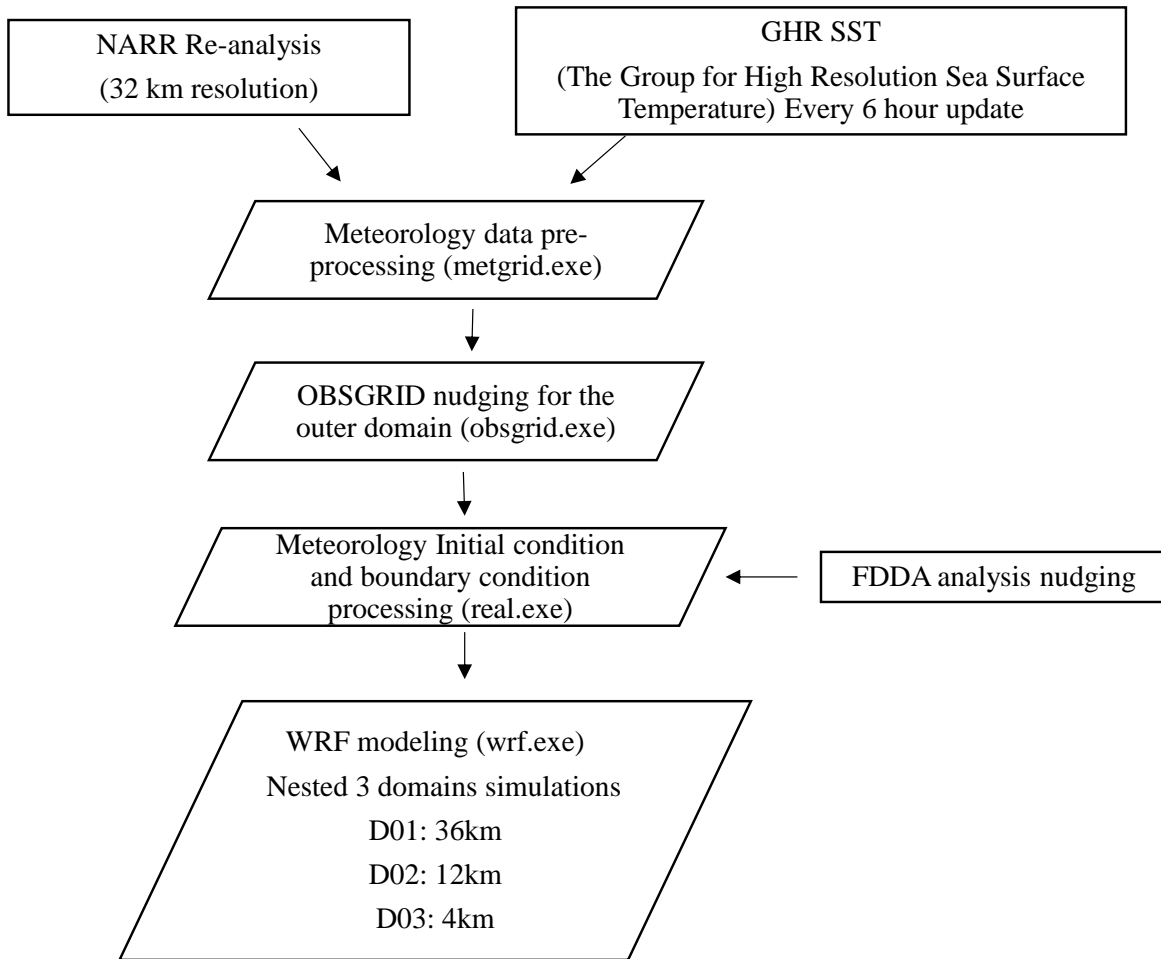 NARR Re-analysis
(32 km resolution)
GHR SST
(The Group for High Resolution Sea Surface
Temperature) Every 6 hour update
Meteorology data pre-
processing (metgrid.exe)
OBSGRID nudging for the
outer domain (obsgrid.exe)
Meteorology Initial condition
and boundary condition
processing (real.exe)
FDDA analysis nudging
WRF modeling (wrf.exe)
Nested 3 domains simulations
D01: 36km
D02: 12km
D03: 4km